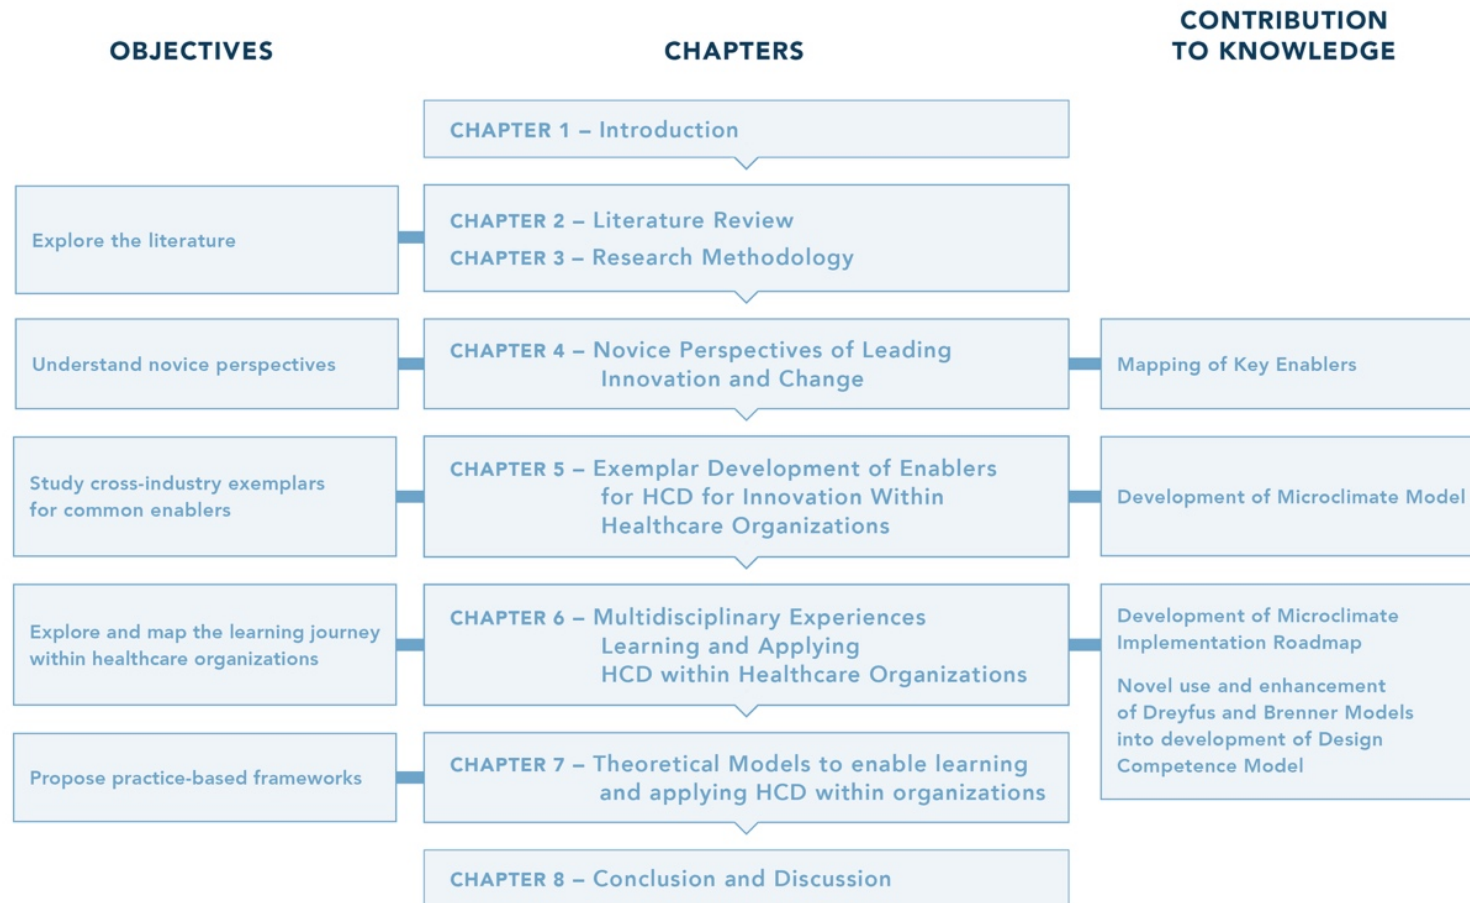 OBJECTIVES
CHAPTERS
CONTRIBUTION
TO KNOWLEDGE
CHAPTER 1 – Introduction
Explore the literature
CHAPTER 2 – Literature Review
CHAPTER 3 – Research Methodology
Understand novice perspectives
CHAPTER 4 – Novice Perspectives of Leading
Innovation and Change
Mapping of Key Enablers
Study cross-industry exemplars
for common enablers
CHAPTER 5 – Exemplar Development of Enablers
for HCD for Innovation Within
Healthcare Organizations
Development of Microclimate Model
Explore and map the learning journey
within healthcare organizations
CHAPTER 6 – Multidisciplinary Experiences
Learning and Applying
HCD within Healthcare Organizations
Development of Microclimate
Implementation Roadmap
Novel use and enhancement
of Dreyfus and Brenner Models
into development of Design
Competence Model
Propose practice-based frameworks
CHAPTER 7 – Theoretical Models to enable learning
and applying HCD within organizations
CHAPTER 8 – Conclusion and Discussion